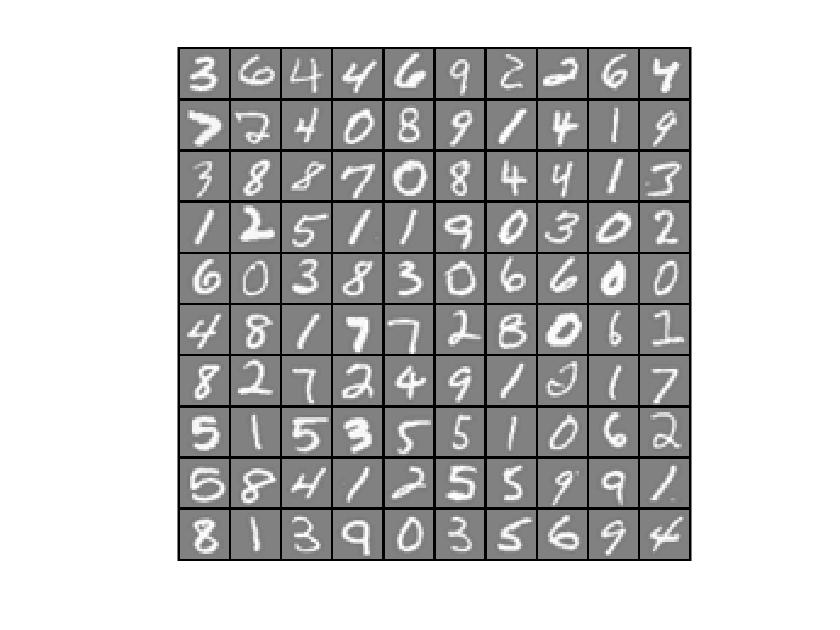 3 6 4 4 6 9 2 2 6 4
7 2 4 0 8 9 1 4 1 9
3 8 8 7 0 8 4 4 1 3
1 2 5 1 1 9 0 3 0 2
6 0 3 8 3 0 6 6 0 0
4 8 1 7 7 2 8 0 6 1
8 2 7 2 4 9 1 0 1 7
5 1 5 3 5 5 1 0 6 2
5 8 4 1 2 5 5 9 9 1
8 1 3 9 0 3 5 6 9 4